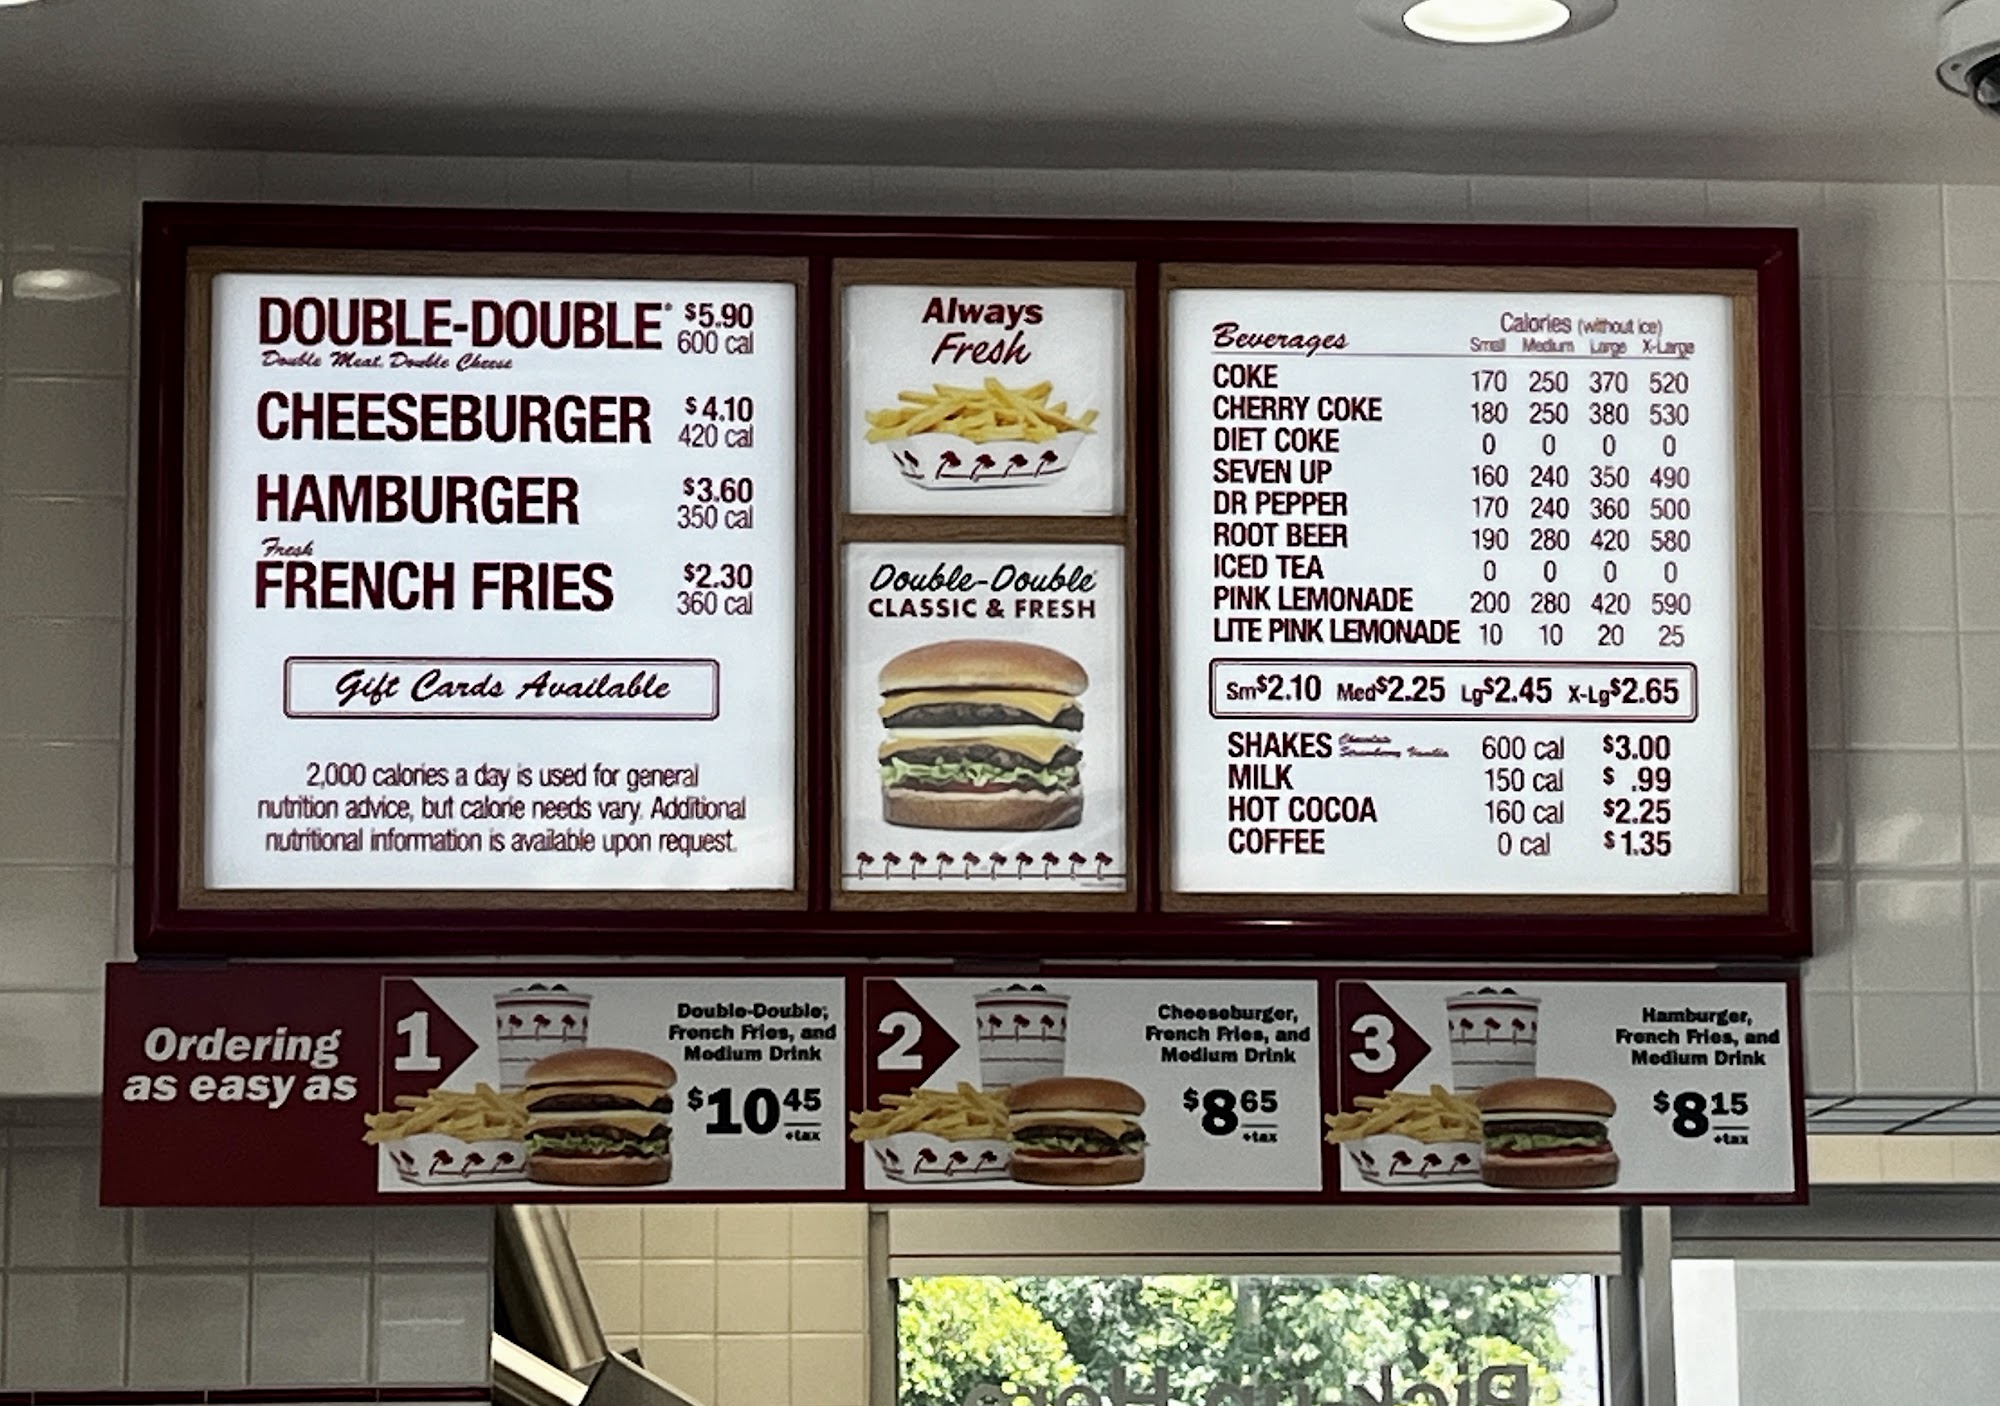 DOUBLE-DOUBLE® $5.90
Double Meat, Double Cheese 600 cal
CHEESEBURGER $4.10
420 cal
HAMBURGER $3.60
350 cal
Fresh
FRENCH FRIES $2.30
360 cal
Gift Cards Available
2,000 calories a day is used for general
nutrition advice, but calorie needs vary. Additional
nutritional information is available upon request.
Always
Fresh
Double-Double®
CLASSIC & FRESH
Beverages Calories (without ice)
Small Medium Large X-Large
COKE 170 250 370 520
CHERRY COKE 180 250 380 530
DIET COKE 0 0 0 0
SEVEN UP 160 240 350 490
DR PEPPER 170 240 360 500
ROOT BEER 190 280 420 580
ICED TEA 0 0 0 0
PINK LEMONADE 200 280 420 590
LITE PINK LEMONADE 10 10 20 25
Sm$2.10 Med$2.25 Lg$2.45 X-Lg$2.65
SHAKES Chocolate Strawberry Vanilla 600 cal $3.00
MILK 150 cal $ .99
HOT COCOA 160 cal $2.25
COFFEE 0 cal $1.35
Ordering
as easy as
1
Double-Double®,
French Fries, and
Medium Drink
$10 45
+tax
2
Cheeseburger,
French Fries, and
Medium Drink
$8 65
+tax
3
Hamburger,
French Fries, and
Medium Drink
$8 15
+tax
Pick-up Here